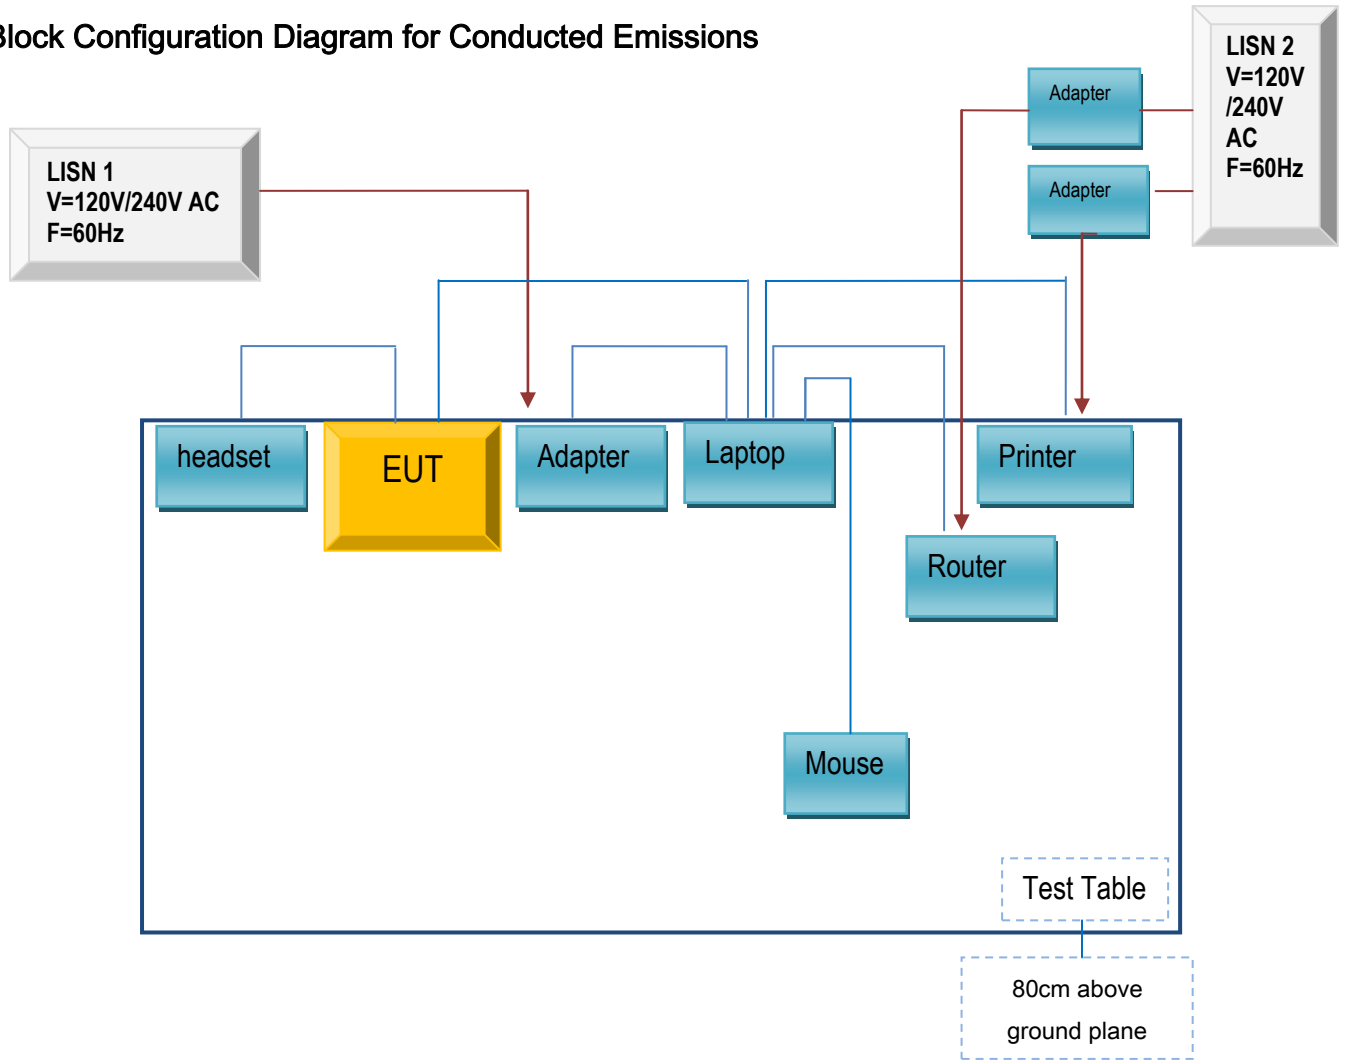 Block Configuration Diagram for Conducted Emissions
LISN 2
V=120V
/240V
AC
F=60Hz
Adapter
Adapter
LISN 1
V=120V/240V AC
F=60Hz
headset
EUT
Adapter
Laptop
Printer
Router
Mouse
Test Table
80cm above
ground plane